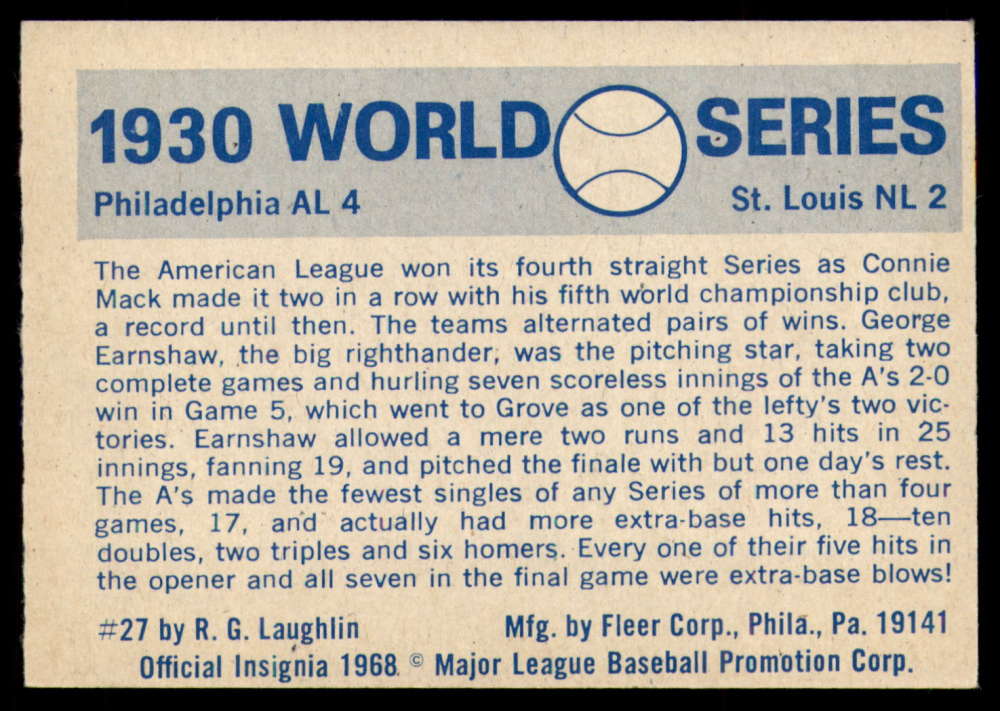 1930 WORLD SERIES
Philadelphia AL 4 St. Louis NL 2
The American League won its fourth straight Series as Connie
Mack made it two in a row with his fifth world championship club,
a record until then. The teams alternated pairs of wins. George
Earnshaw, the big righthander, was the pitching star, taking two
complete games and hurling seven scoreless innings of the A's 2-0
win in Game 5, which went to Grove as one of the lefty's two vic-
tories. Earnshaw allowed a mere two runs and 13 hits in 25
innings, fanning 19, and pitched the finale with but one day's rest.
The A's made the fewest singles of any Series of more than four
games, 17, and actually had more extra-base hits, 18—ten
doubles, two triples and six homers. Every one of their five hits in
the opener and all seven in the final game were extra-base blows!
#27 by R. G. Laughlin Mfg. by Fleer Corp., Phila., Pa. 19141
Official Insignia 1968 © Major League Baseball Promotion Corp.